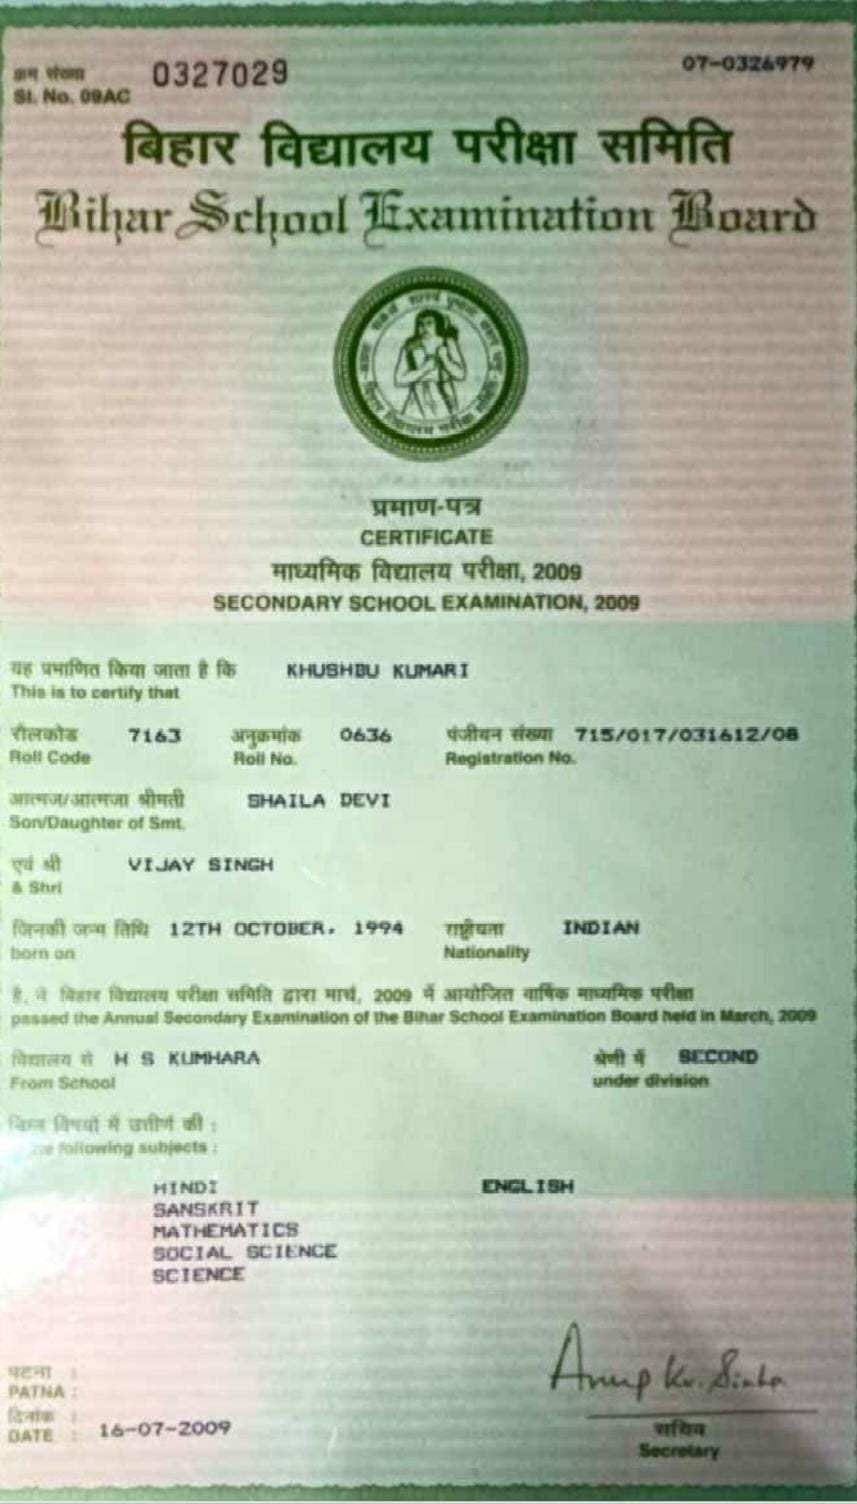 क्रम संख्या 0327029 07-0326979
Sl. No. 09AC
बिहार विद्यालय परीक्षा समिति
Bihar School Examination Board
प्रमाण-पत्र
CERTIFICATE
माध्यमिक विद्यालय परीक्षा, 2009
SECONDARY SCHOOL EXAMINATION, 2009
यह प्रमाणित किया जाता है कि KHUSHBU KUMARI
This is to certify that
रौलकोड 7163 अनुक्रमांक 0636 पंजीयन संख्या 715/017/031612/08
Roll Code Roll No. Registration No.
आत्मज/आत्मजा श्रीमती SHAILA DEVI
Son/Daughter of Smt.
एवं श्री VIJAY SINGH
& Shri
जिनकी जन्म तिथि 12TH OCTOBER, 1994 राष्ट्रीयता INDIAN
born on Nationality
है, ने बिहार विद्यालय परीक्षा समिति द्वारा मार्च, 2009 में आयोजित वार्षिक माध्यमिक परीक्षा
passed the Annual Secondary Examination of the Bihar School Examination Board held in March, 2009
विद्यालय से H S KUMHARA श्रेणी में SECOND
From School under division
निम्न विषयों में उत्तीर्ण की :
following subjects :
HINDI ENGLISH
SANSKRIT
MATHEMATICS
SOCIAL SCIENCE
SCIENCE
Anup Kr. Sinha
पटना :
PATNA :
दिनांक :
DATE : 16-07-2009
सचिव
Secretary